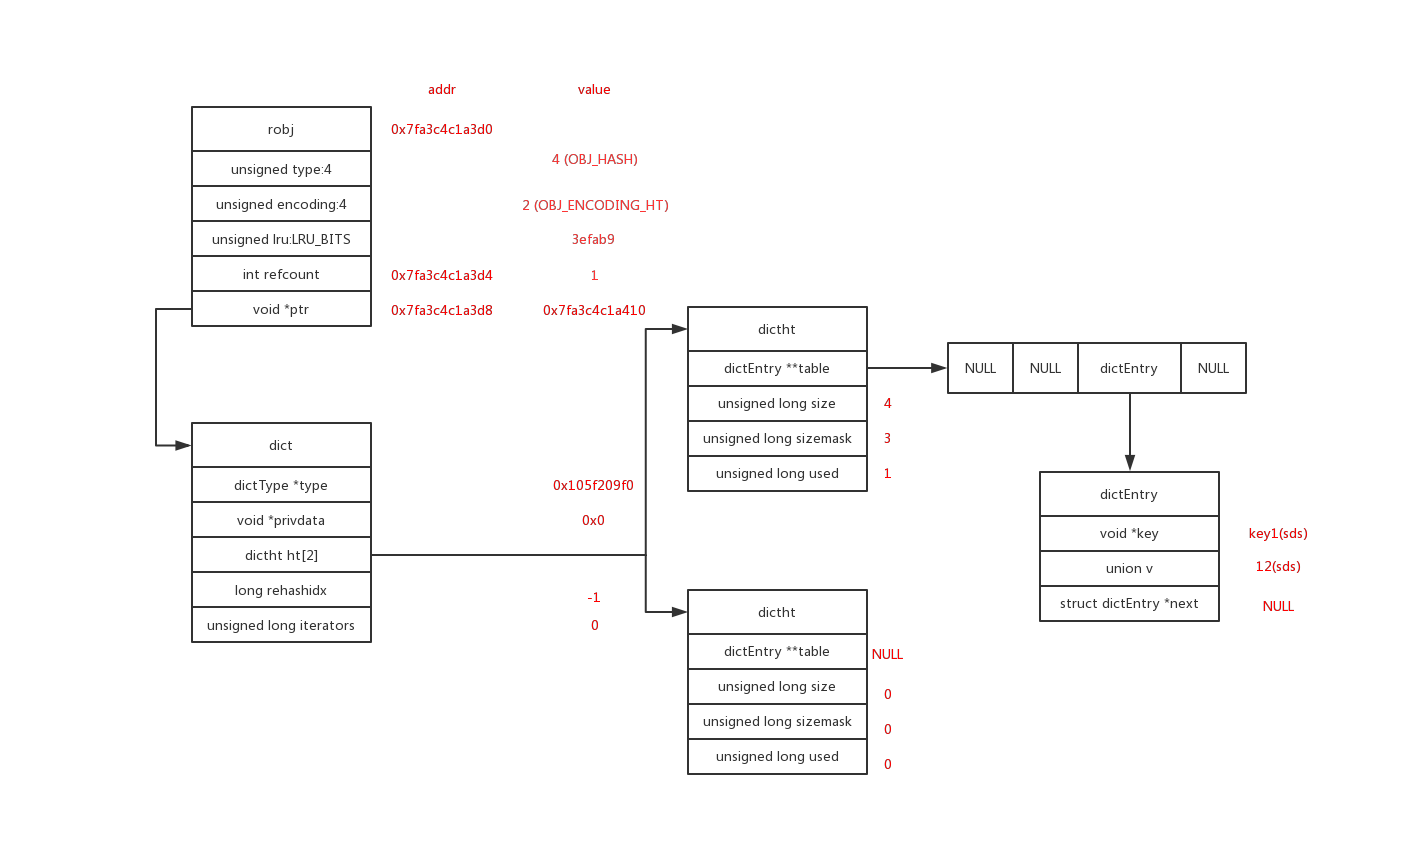 addr value
robj 0x7fa3c4c1a3d0
unsigned type:4 4 (OBJ_HASH)
unsigned encoding:4 2 (OBJ_ENCODING_HT)
unsigned lru:LRU_BITS 3efab9
int refcount 0x7fa3c4c1a3d4 1
void *ptr 0x7fa3c4c1a3d8 0x7fa3c4c1a410
dict
dictType *type 0x105f209f0
void *privdata 0x0
dictht ht[2]
long rehashidx -1
unsigned long iterators 0
dictht
dictEntry **table
unsigned long size 4
unsigned long sizemask 3
unsigned long used 1
NULL NULL dictEntry NULL
dictEntry
void *key key1(sds)
union v 12(sds)
struct dictEntry *next NULL
dictht
dictEntry **table NULL
unsigned long size 0
unsigned long sizemask 0
unsigned long used 0